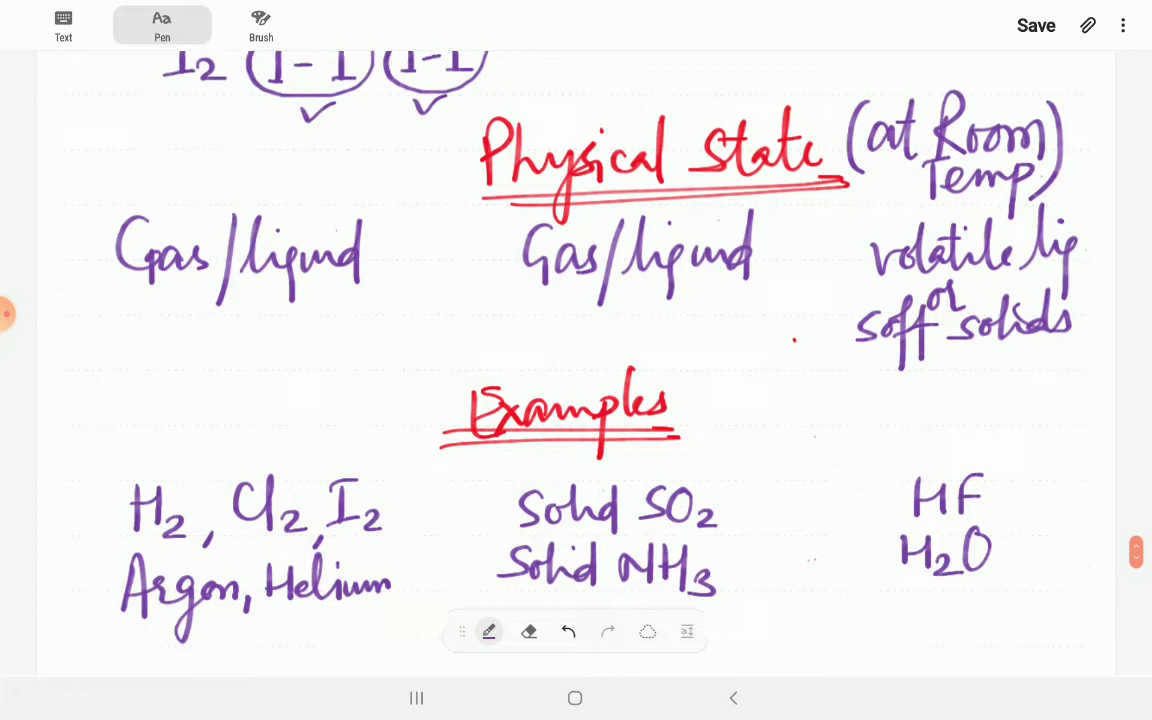 Save
Text
Pen
Brush
I2 (I-I) (I-I)
Physical State (at Room Temp)
Gas/liquid
Gas/liquid
volatile liq
or
soft solids
Examples
H2, Cl2, I2
Argon, Helium
Solid SO2
Solid NH3
HF
H2O